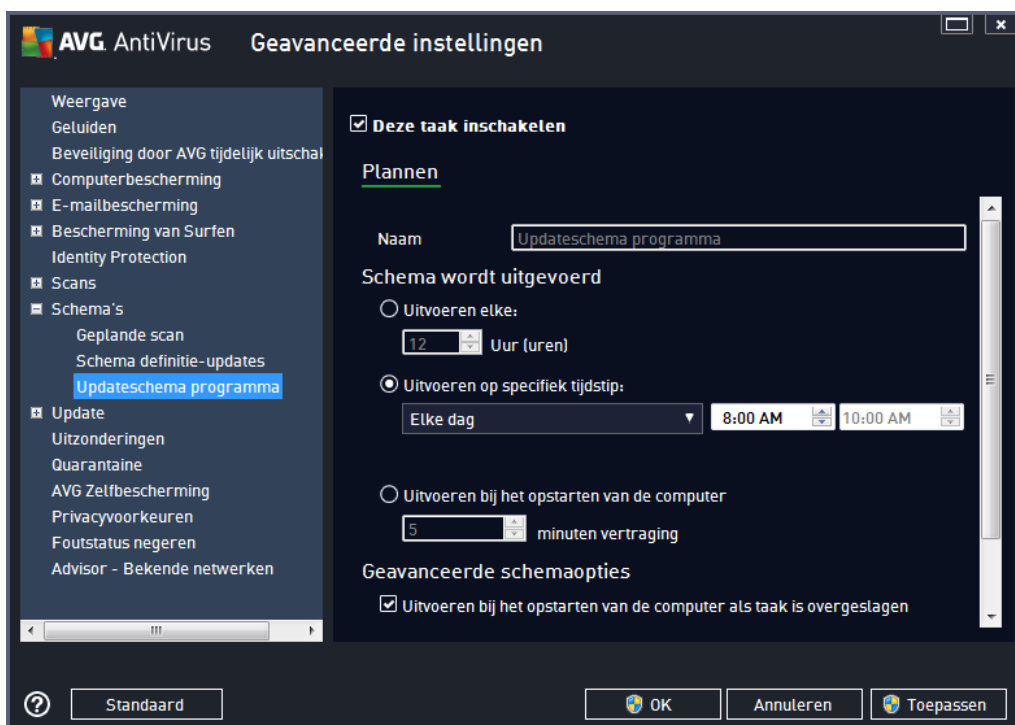 AVG. AntiVirus Geavanceerde instellingen
Weergave
Geluiden
Beveiliging door AVG tijdelijk uitschak
Computerbescherming
E-mailbescherming
Bescherming van Surfen
Identity Protection
Scans
Schema's
Geplande scan
Schema definitie-updates
Updateschema programma
Update
Uitzonderingen
Quarantaine
AVG Zelfbescherming
Privacyvoorkeuren
Foutstatus negeren
Advisor - Bekende netwerken
Deze taak inschakelen
Plannen
Naam Updateschema programma
Schema wordt uitgevoerd
Uitvoeren elke:
12 Uur (uren)
Uitvoeren op specifiek tijdstip:
Elke dag 8:00 AM 10:00 AM
Uitvoeren bij het opstarten van de computer
5 minuten vertraging
Geavanceerde schemaopties
Uitvoeren bij het opstarten van de computer als taak is overgeslagen
? Standaard OK Annuleren Toepassen